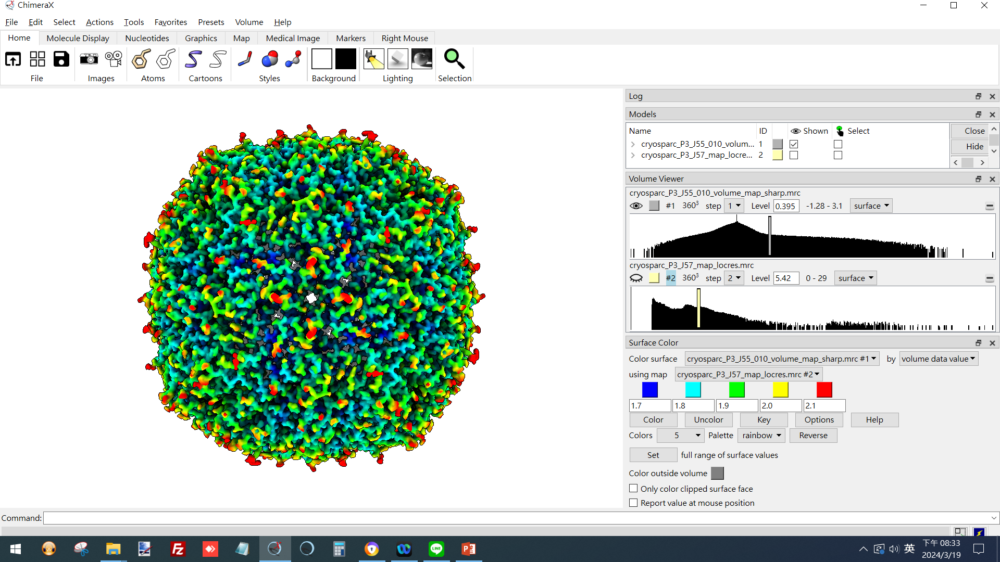 ChimeraX
File Edit Select Actions Tools Favorites Presets Volume Help
Home Molecule Display Nucleotides Graphics Map Medical Image Markers Right Mouse
File Images Atoms Cartoons Styles Background Lighting Selection
Log
Models
Name ID Shown Select Close
cryosparc_P3_J55_010_volum... 1
Hide
cryosparc_P3_J57_map_locre... 2
Volume Viewer
cryosparc_P3_J55_010_volume_map_sharp.mrc
#1 360³ step 1 Level 0.395 -1.28 - 3.1 surface
cryosparc_P3_J57_map_locres.mrc
#2 360³ step 2 Level 5.42 0 - 29 surface
Surface Color
Color surface cryosparc_P3_J55_010_volume_map_sharp.mrc #1 by volume data value
using map cryosparc_P3_J57_map_locres.mrc #2
1.7 1.8 1.9 2.0 2.1
Color Uncolor Key Options Help
Colors 5 Palette rainbow Reverse
Set full range of surface values
Color outside volume
Only color clipped surface face
Report value at mouse position
Command:
Fz LINE P 英 下午 08:33
2024/3/19